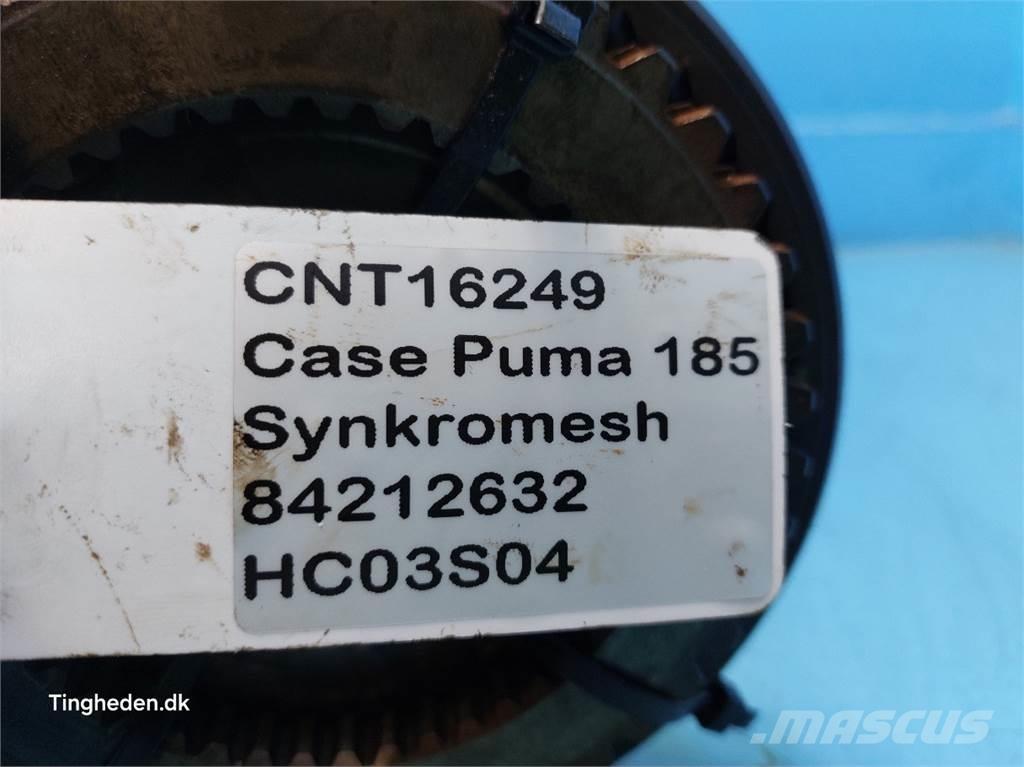 CNT16249
Case Puma 185
Synkromesh
84212632
HC03S04
Tingheden.dk
MASCUS